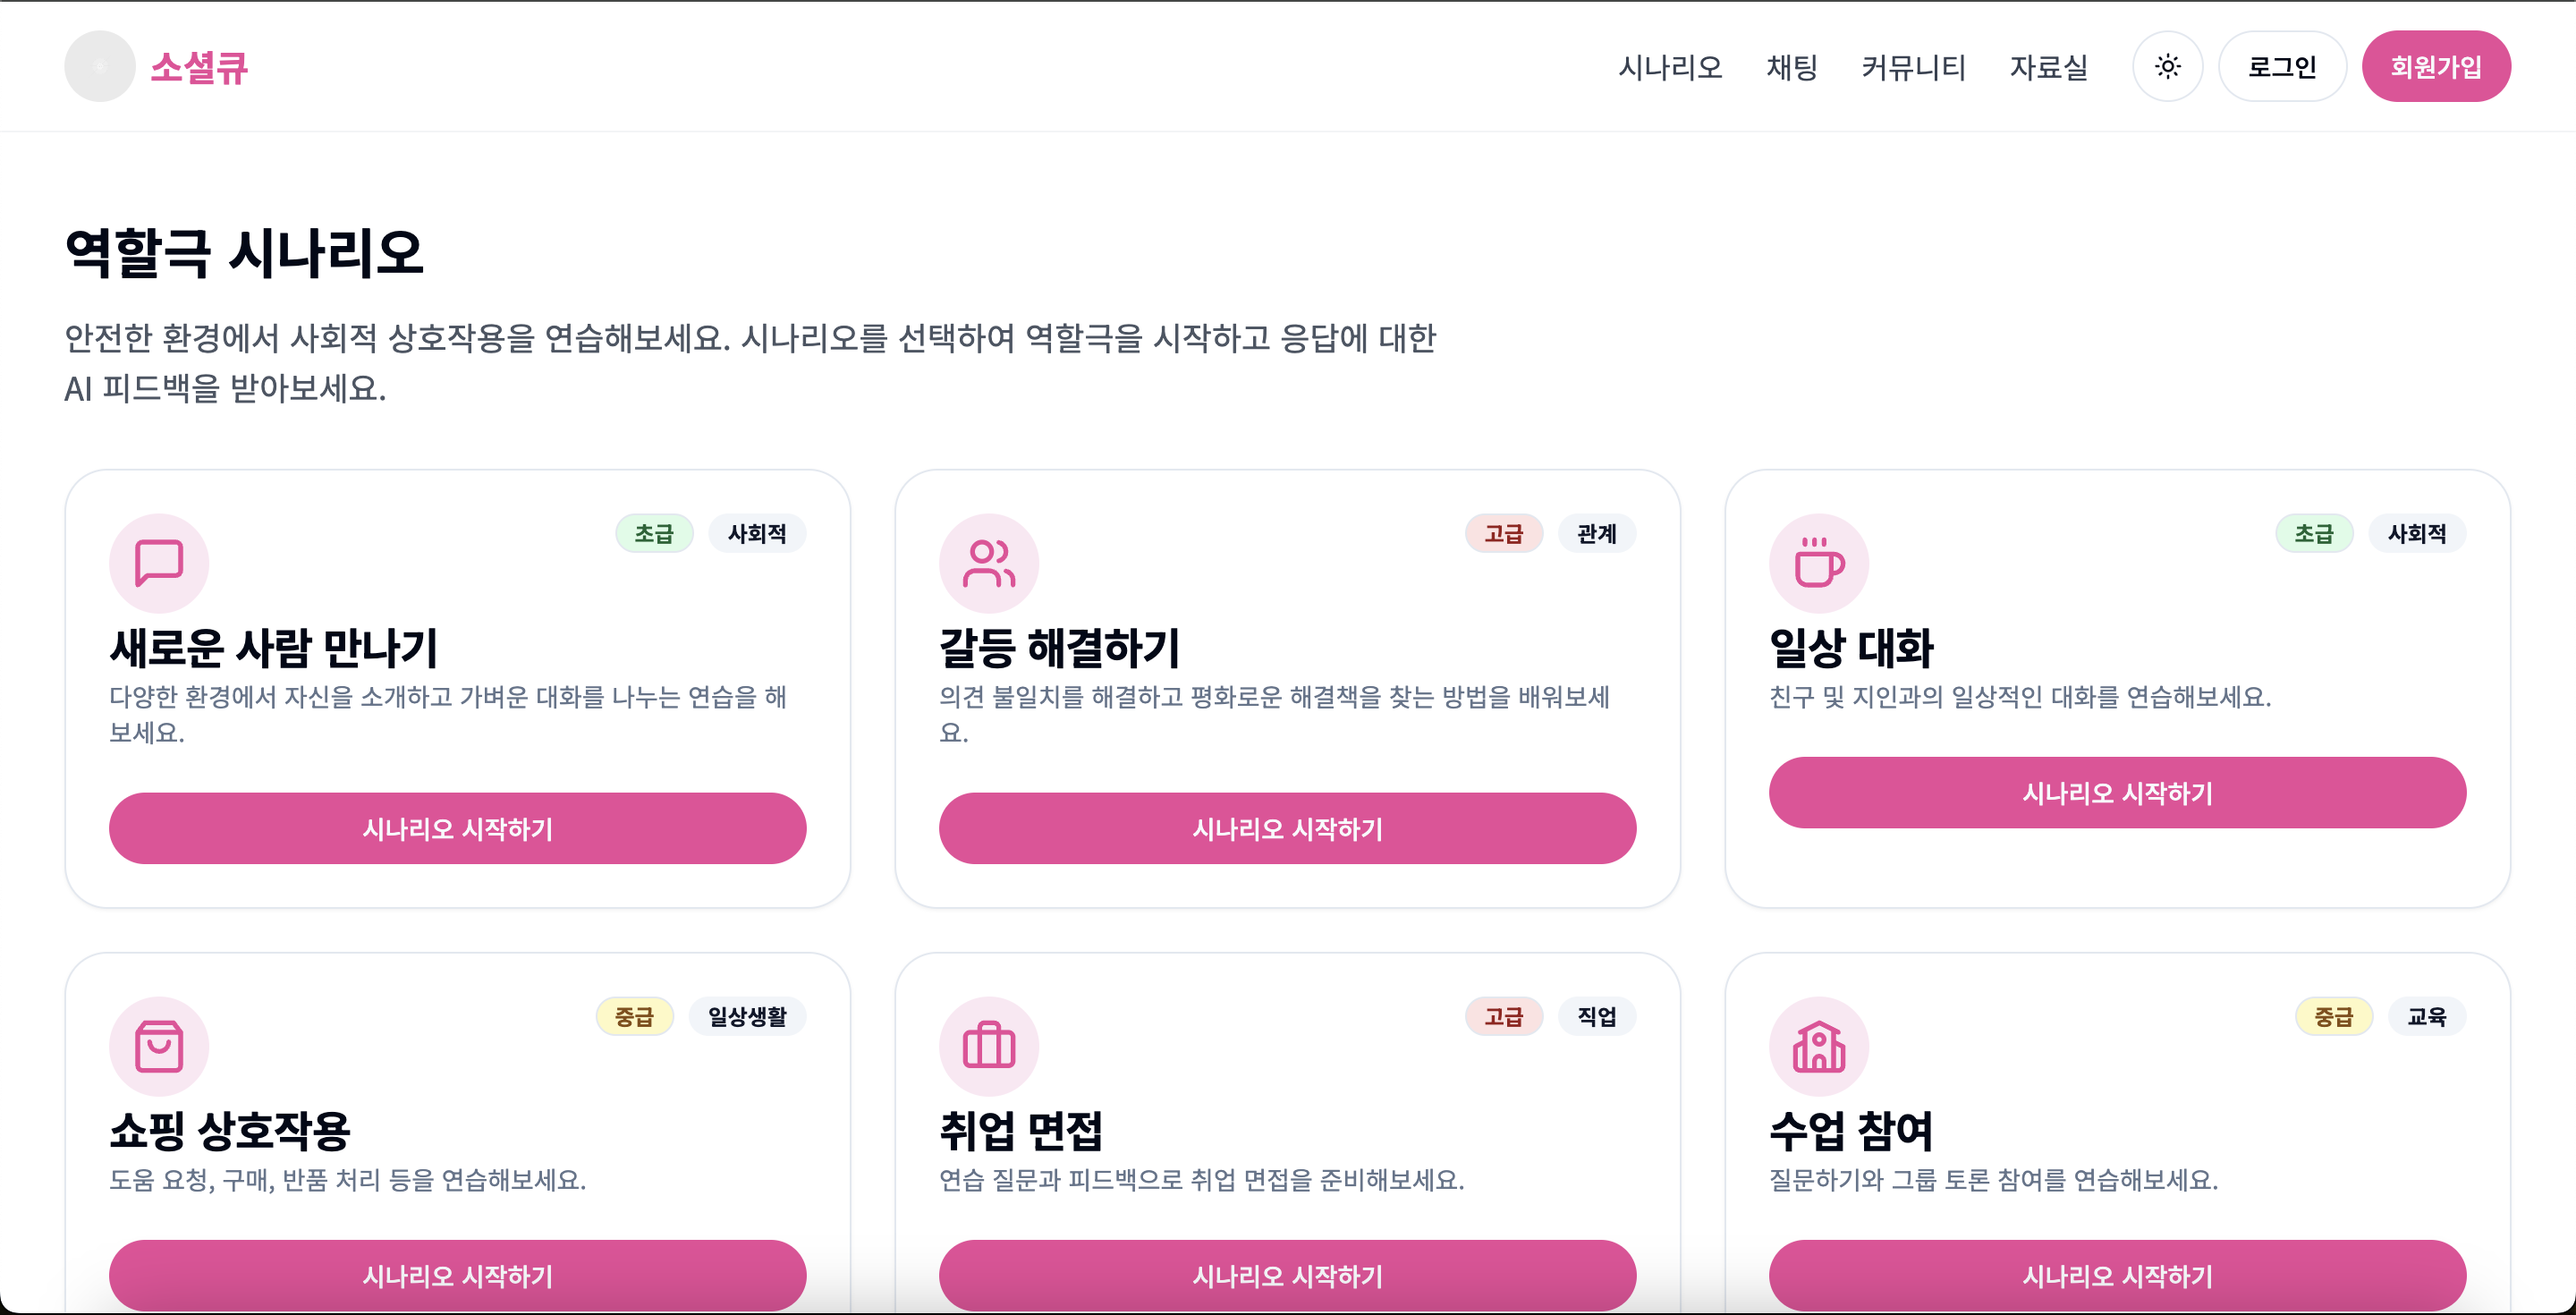 소셜큐
시나리오 채팅 커뮤니티 자료실 로그인 회원가입
역할극 시나리오
안전한 환경에서 사회적 상호작용을 연습해보세요. 시나리오를 선택하여 역할극을 시작하고 응답에 대한
AI 피드백을 받아보세요.
초급 사회적
새로운 사람 만나기
다양한 환경에서 자신을 소개하고 가벼운 대화를 나누는 연습을 해
보세요.
시나리오 시작하기
고급 관계
갈등 해결하기
의견 불일치를 해결하고 평화로운 해결책을 찾는 방법을 배워보세
요.
시나리오 시작하기
초급 사회적
일상 대화
친구 및 지인과의 일상적인 대화를 연습해보세요.
시나리오 시작하기
중급 일상생활
쇼핑 상호작용
도움 요청, 구매, 반품 처리 등을 연습해보세요.
시나리오 시작하기
고급 직업
취업 면접
연습 질문과 피드백으로 취업 면접을 준비해보세요.
시나리오 시작하기
중급 교육
수업 참여
질문하기와 그룹 토론 참여를 연습해보세요.
시나리오 시작하기